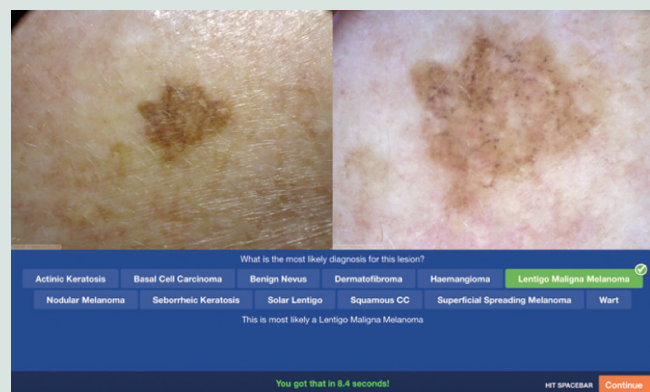 What is the most likely diagnosis for this lesion?
Actinic Keratosis Basal Cell Carcinoma Benign Nevus Dermatofibroma Haemangioma Lentigo Maligna Melanoma
Nodular Melanoma Seborrheic Keratosis Solar Lentigo Squamous CC Superficial Spreading Melanoma Wart
This is most likely a Lentigo Maligna Melanoma
You got that in 8.4 seconds! HIT SPACEBAR Continue